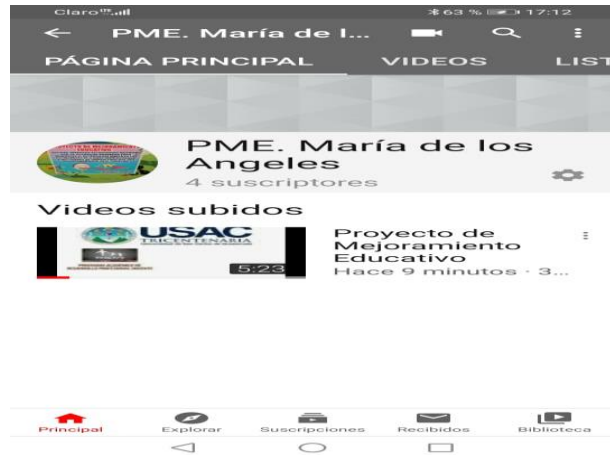 Claro
63 % 17:12
PME. María de l...
PÁGINA PRINCIPAL VIDEOS LIST
PME. María de los
Angeles
4 suscriptores
Videos subidos
USAC
TRICENTENARIA
5:23
Proyecto de
Mejoramiento
Educativo
Hace 9 minutos · 3...
Principal Explorar Suscripciones Recibidos Biblioteca